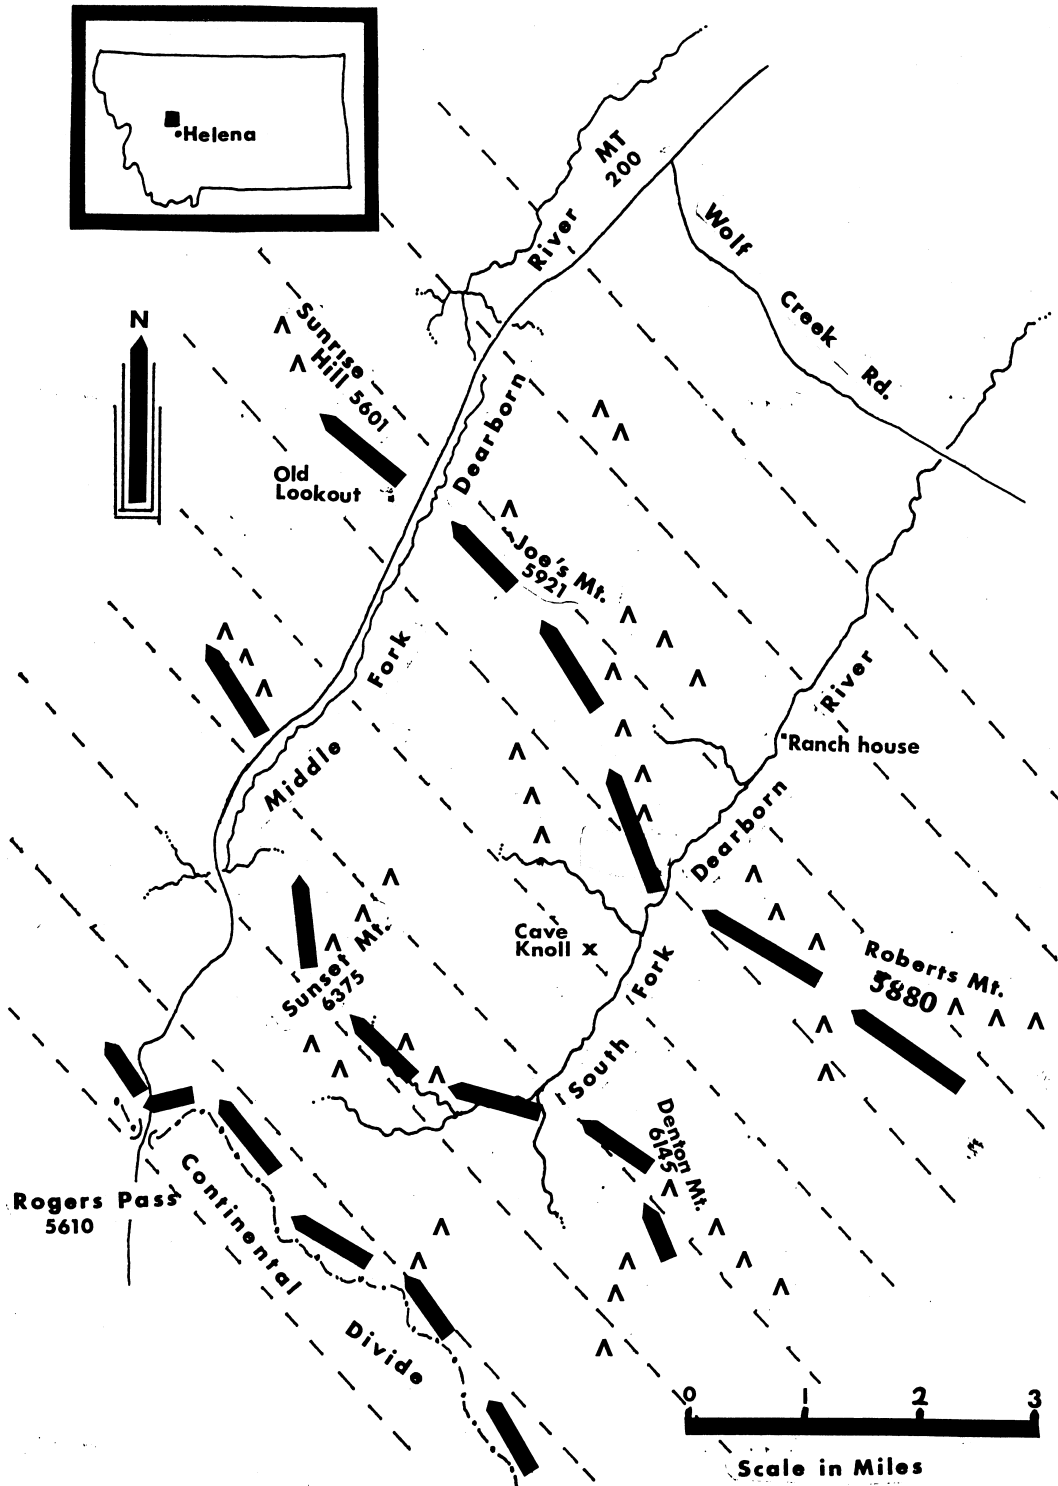 Helena
MT
200
River
Wolf
Creek
Rd.
N
Sunrise
Hill 5601
Dearborn
Old
Lookout
Joe's Mt.
5921
Fork
Middle
River
Ranch house
Dearborn
Cave
Knoll x
Sunset Mt.
6375
Roberts Mt.
5880
Fork
South
Denton Mt.
6145
Rogers Pass
5610
Continental
Divide
0 1 2 3
Scale in Miles